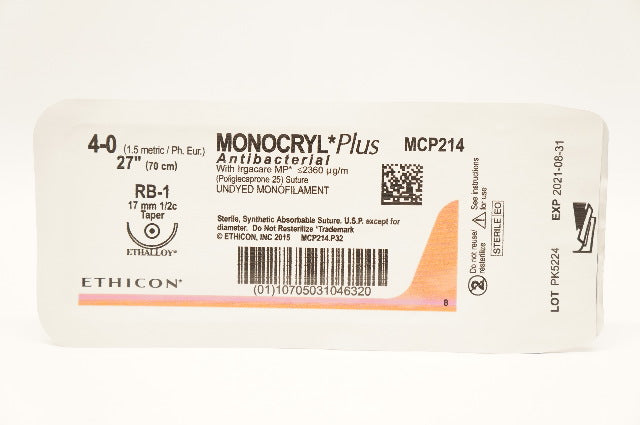 4-0 (1.5 metric / Ph. Eur.)
27" (70 cm)
RB-1
17 mm 1/2c
Taper
ETHALLOY*
ETHICON*
MONOCRYL*Plus MCP214
Antibacterial
With Irgacare MP* ≤2360 µg/m
(Poliglecaprone 25) Suture
UNDYED MONOFILAMENT
Sterile, Synthetic Absorbable Suture. U.S.P. except for
diameter. Do Not Resterilize *Trademark
© ETHICON, INC 2015 MCP214.P32
(01)10705031046320
8
2 Do not reuse/
resterilize
See instructions
for use
STERILE EO
LOT PK5224 EXP 2021-08-31